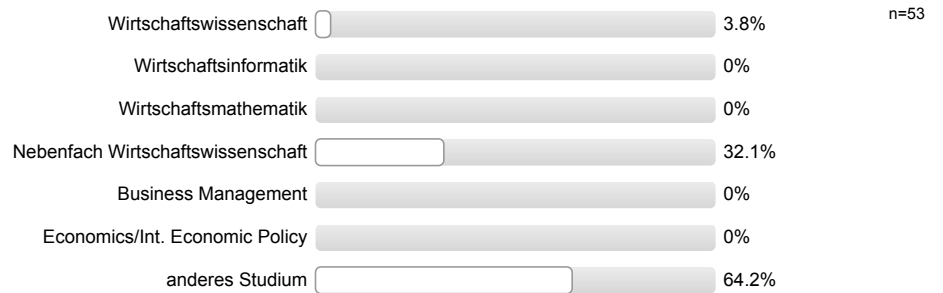 Wirtschaftswissenschaft 3.8% n=53
Wirtschaftsinformatik 0%
Wirtschaftsmathematik 0%
Nebenfach Wirtschaftswissenschaft 32.1%
Business Management 0%
Economics/Int. Economic Policy 0%
anderes Studium 64.2%